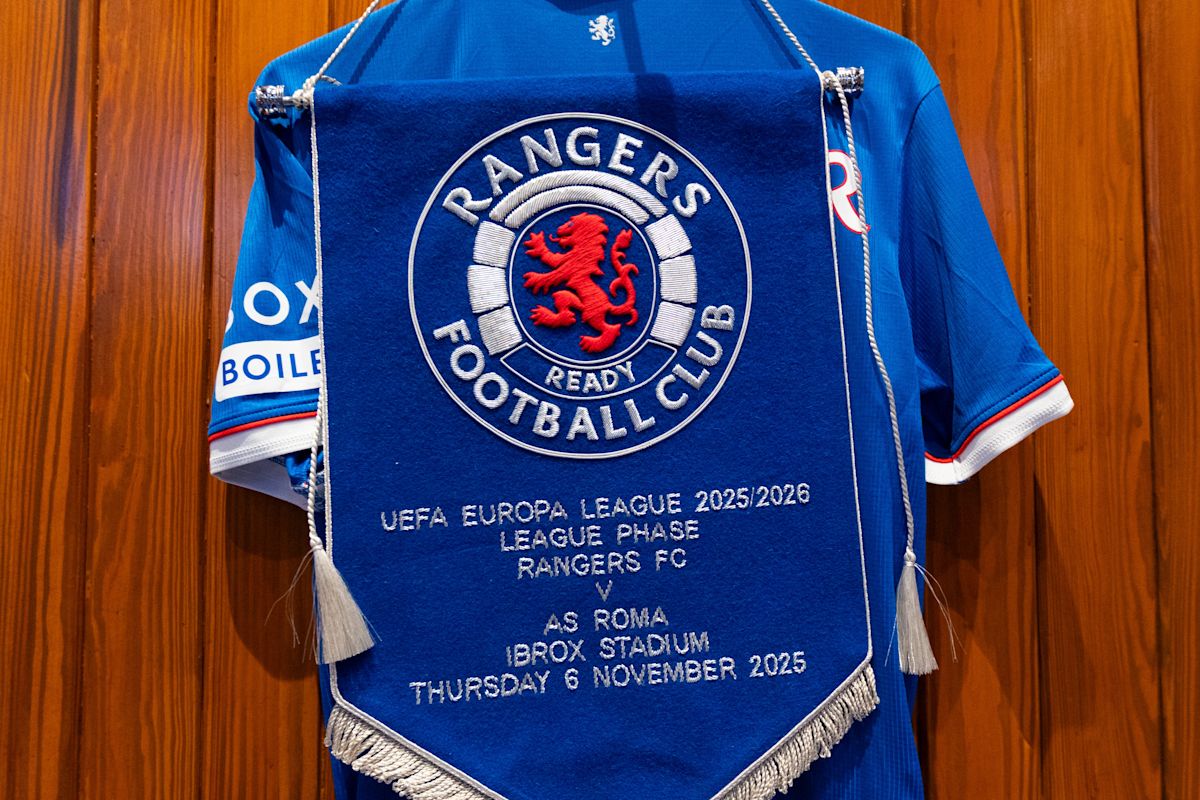 RANGERS
READY
FOOTBALL CLUB
BOX
BOILE
R
UEFA EUROPA LEAGUE 2025/2026
LEAGUE PHASE
RANGERS FC
V
AS ROMA
IBROX STADIUM
THURSDAY 6 NOVEMBER 2025